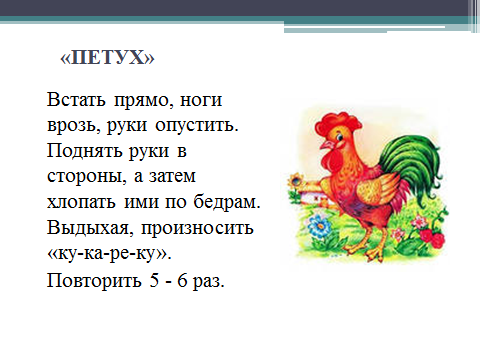 «ПЕТУХ»
Встать прямо, ноги
врозь, руки опустить.
Поднять руки в
стороны, а затем
хлопать ими по бедрам.
Выдыхая, произносить
«ку-ка-ре-ку».
Повторить 5 - 6 раз.